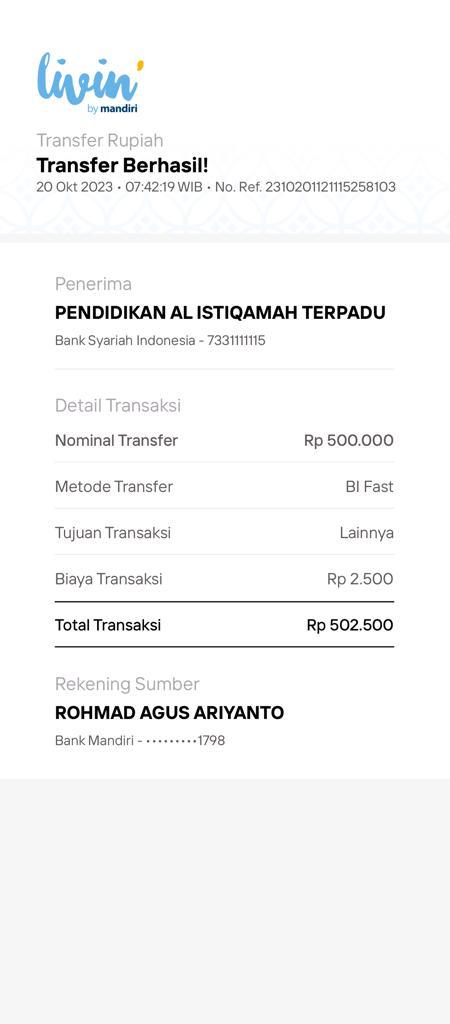 livin'
by mandiri
Transfer Rupiah
Transfer Berhasil!
20 Okt 2023 • 07:42:19 WIB • No. Ref. 2310201121115258103
Penerima
PENDIDIKAN AL ISTIQAMAH TERPADU
Bank Syariah Indonesia - 7331111115
Detail Transaksi
Nominal Transfer Rp 500.000
Metode Transfer BI Fast
Tujuan Transaksi Lainnya
Biaya Transaksi Rp 2.500
Total Transaksi Rp 502.500
Rekening Sumber
ROHMAD AGUS ARIYANTO
Bank Mandiri - •••••••••1798